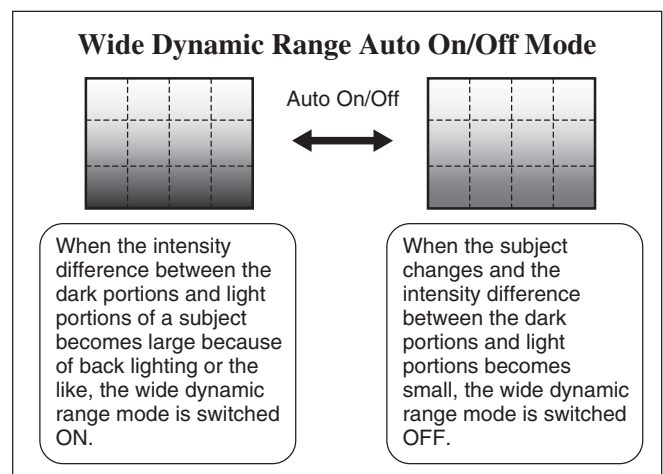 Wide Dynamic Range Auto On/Off Mode
Auto On/Off
When the intensity
difference between the
dark portions and light
portions of a subject
becomes large because
of back lighting or the
like, the wide dynamic
range mode is switched
ON.
When the subject
changes and the
intensity difference
between the dark
portions and light
portions becomes
small, the wide dynamic
range mode is switched
OFF.